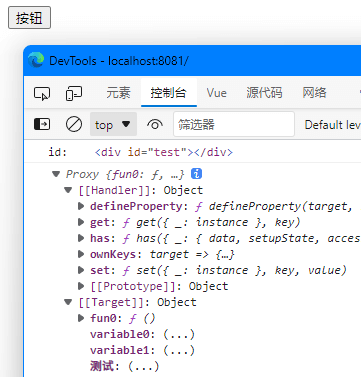 按钮
DevTools - localhost:8081/
元素 控制台 Vue 源代码 网络
top 筛选器 Default lev
id: <div id="test"></div>
Proxy {fun0: ƒ, …}
[[Handler]]: Object
defineProperty: ƒ defineProperty(target,
get: ƒ get({ _: instance }, key)
has: ƒ has({ _: { data, setupState, acces
ownKeys: target => {…}
set: ƒ set({ _: instance }, key, value)
[[Prototype]]: Object
[[Target]]: Object
fun0: ƒ ()
variable0: (...)
variable1: (...)
测试: (...)